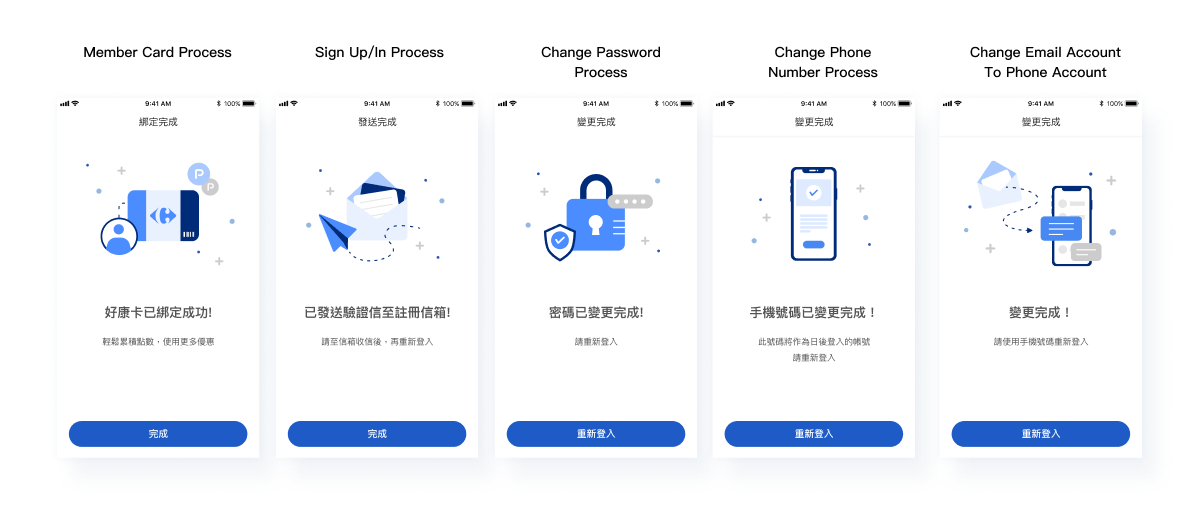 Member Card Process
9:41 AM
100%
綁定完成
P
P
好康卡已綁定成功!
輕鬆累積點數，使用更多優惠
完成
Sign Up/In Process
9:41 AM
100%
發送完成
已發送驗證信至註冊信箱!
請至信箱收信後，再重新登入
完成
Change Password
Process
9:41 AM
100%
變更完成
密碼已變更完成!
請重新登入
重新登入
Change Phone
Number Process
9:41 AM
100%
變更完成
手機號碼已變更完成！
此號碼將作為日後登入的帳號
請重新登入
重新登入
Change Email Account
To Phone Account
9:41 AM
100%
變更完成
變更完成！
請使用手機號碼重新登入
重新登入